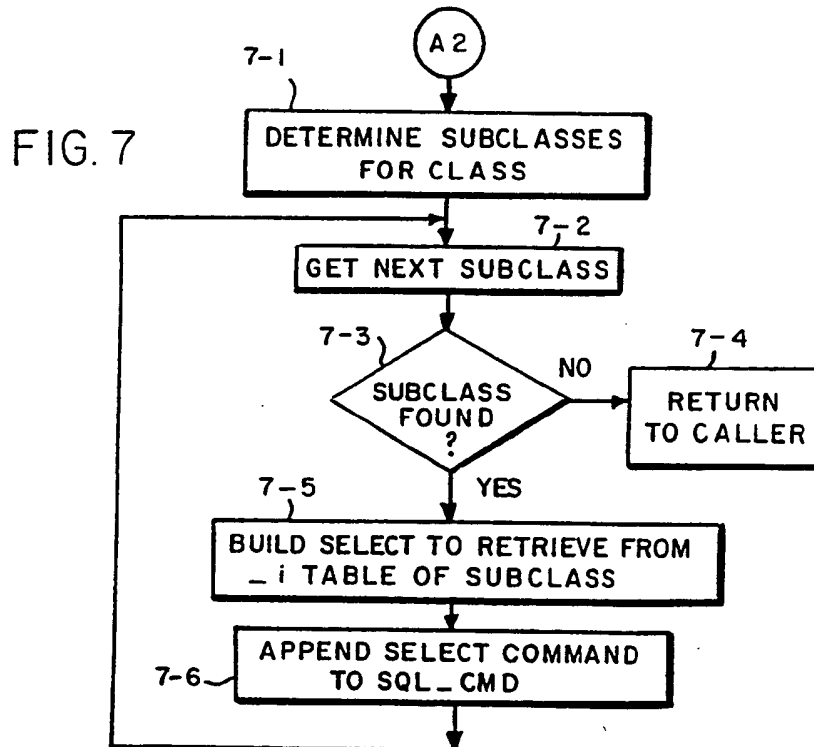 A2
7-1
FIG. 7
DETERMINE SUBCLASSES
FOR CLASS
7-2
GET NEXT SUBCLASS
7-3
7-4
NO
SUBCLASS
FOUND
?
RETURN
TO CALLER
YES
7-5
BUILD SELECT TO RETRIEVE FROM
_i TABLE OF SUBCLASS
APPEND SELECT COMMAND
TO SQL_CMD
7-6